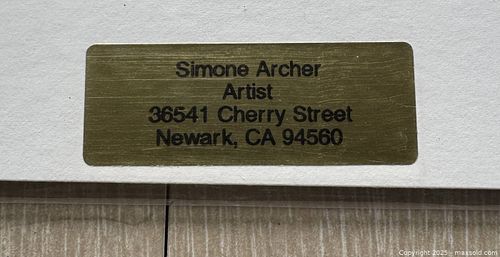 Simone Archer
Artist
36541 Cherry Street
Newark, CA 94560
Copyright 2025 - maxsold.com